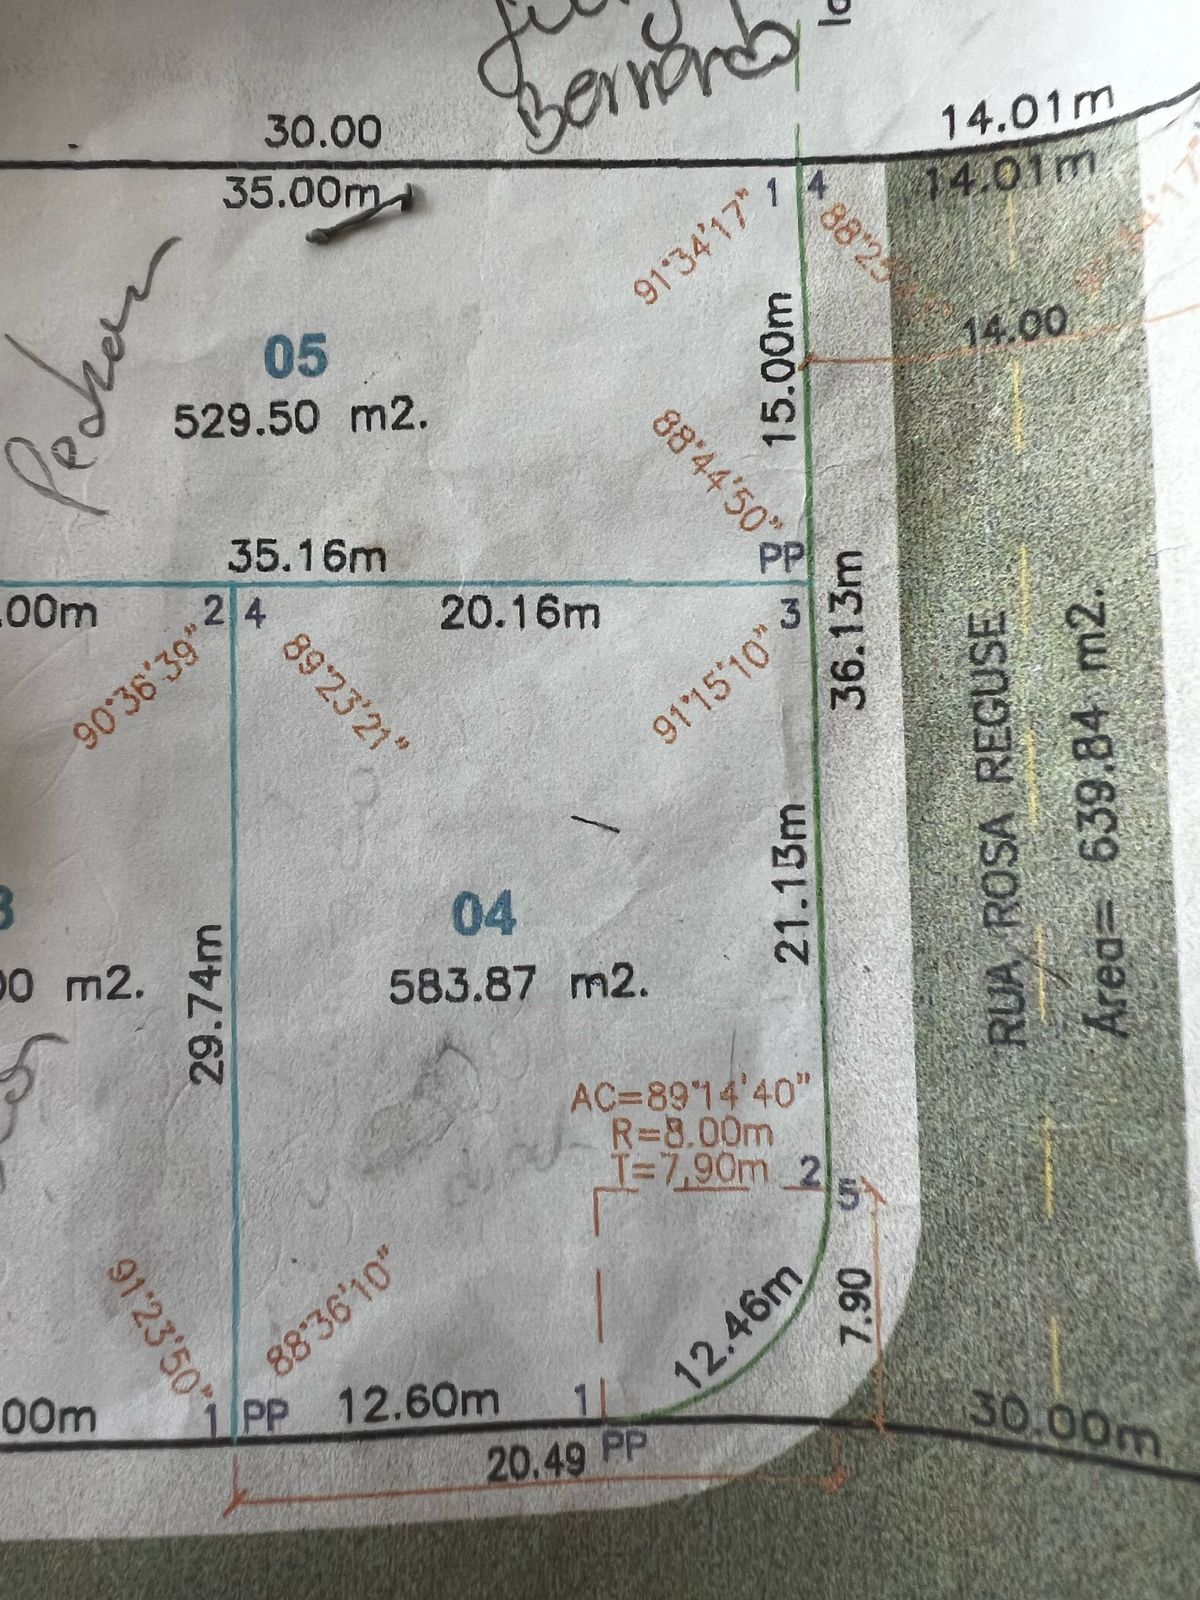 Bernardo
30.00
14.01m
35.00m
1
4
14.01m
91°34'17"
88°25'
14.00
15.00m
05
529.50 m2.
88°44'50"
PP
35.16m
.00m
2
4
20.16m
3
36.13m
90°36'39"
89°23'21"
91°15'10"
RUA ROSA REGUSE
Área= 639.84 m2.
21.13m
04
583.87 m2.
00 m2.
29.74m
AC=89°14'40"
R=8.00m
T=7,90m
2
5
91°23'50"
88°36'10"
12.46m
7.90
00m
1
PP
12.60m
1
30.00m
20.49
PP